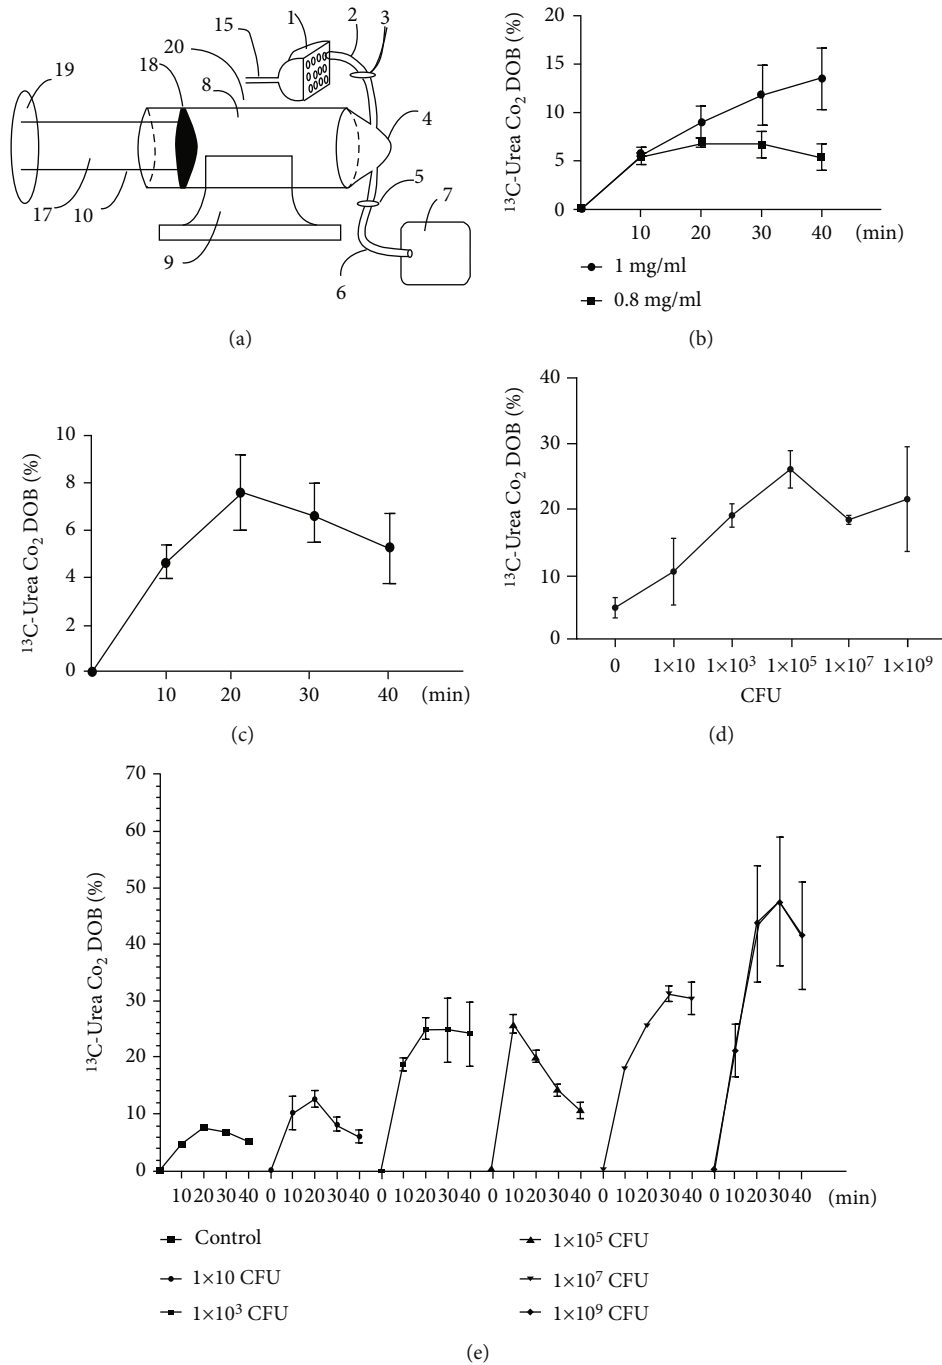 1
2
3
15
20
19
18
8
4
5
7
17
10
9
6
(a)
¹³C-Urea Co₂ DOB (%)
20
15
10
5
0
10 20 30 40 (min)
1 mg/ml
0.8 mg/ml
(b)
¹³C-Urea Co₂ DOB (%)
10
8
6
4
2
0
10 20 30 40 (min)
(c)
¹³C-Urea Co₂ DOB (%)
40
30
20
10
0
0 1×10 1×10³ 1×10⁵ 1×10⁷ 1×10⁹
CFU
(d)
¹³C-Urea Co₂ DOB (%)
70
60
50
40
30
20
10
0
10 20 30 40 0 10 20 30 40 0 10 20 30 40 0 10 20 30 40 0 10 20 30 40 0 10 20 30 40 (min)
Control
1×10 CFU
1×10³ CFU
1×10⁵ CFU
1×10⁷ CFU
1×10⁹ CFU
(e)